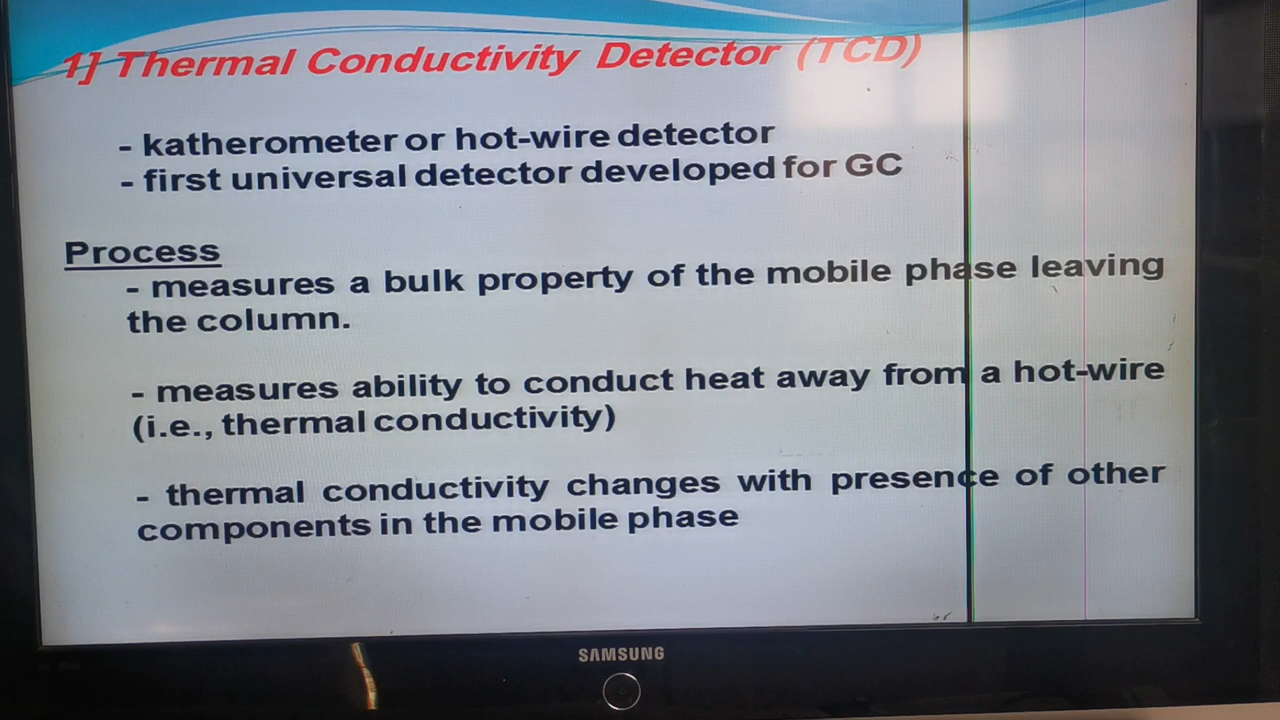 1] Thermal Conductivity Detector (TCD)
- katherometer or hot-wire detector
- first universal detector developed for GC
Process
- measures a bulk property of the mobile phase leaving
the column.
- measures ability to conduct heat away from a hot-wire
(i.e., thermal conductivity)
- thermal conductivity changes with presence of other
components in the mobile phase
SAMSUNG